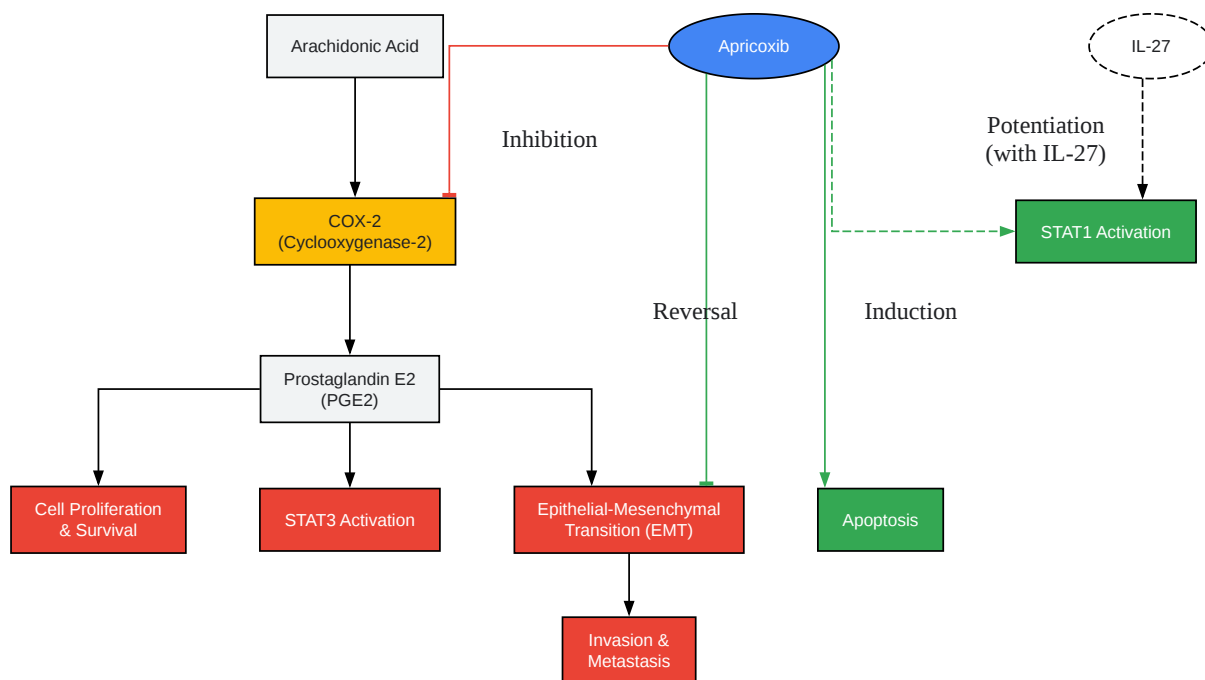 Arachidonic Acid
Apricoxib
IL-27
Inhibition
Potentiation
(with IL-27)
COX-2
(Cyclooxygenase-2)
STAT1 Activation
Reversal
Induction
Prostaglandin E2
(PGE2)
Cell Proliferation
& Survival
STAT3 Activation
Epithelial-Mesenchymal
Transition (EMT)
Apoptosis
Invasion &
Metastasis